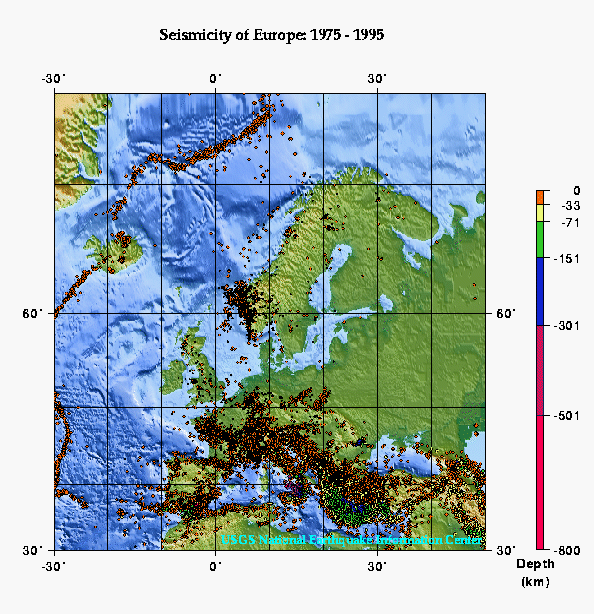 Seismicity of Europe: 1975 - 1995
-30˚ 0˚ 30˚
0
-33
-71
-151
60˚ 60˚
-301
-501
USGS National Earthquake Information Center
30˚ 30˚ -800
-30˚ 0˚ 30˚
Depth
(km)